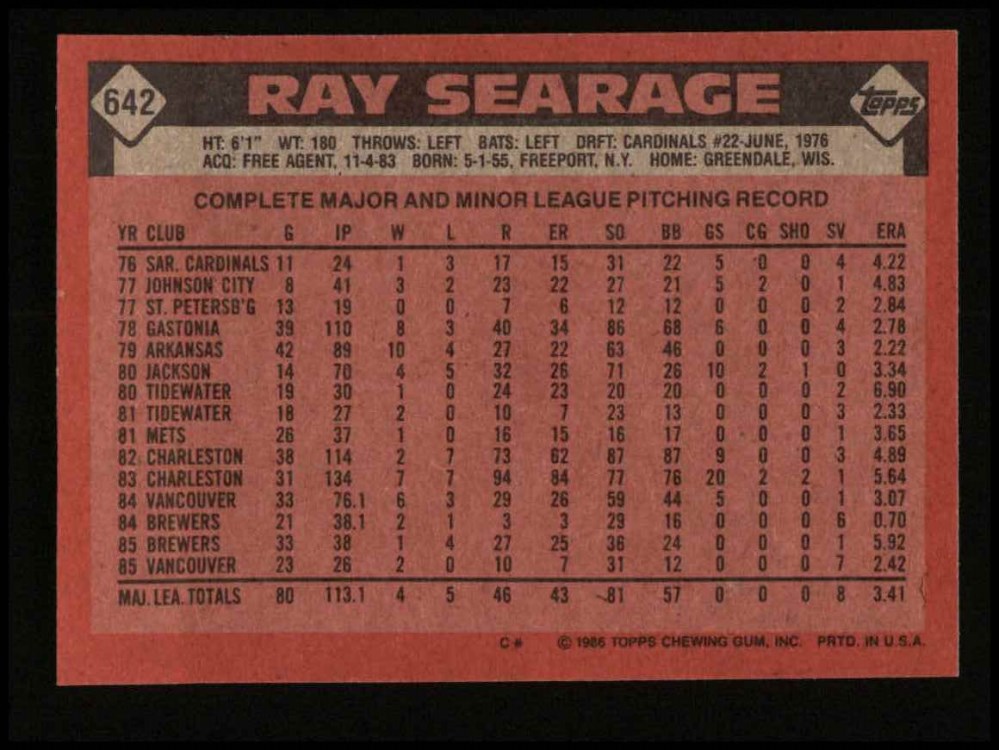 642 RAY SEARAGE Topps
HT: 6'1" WT: 180 THROWS: LEFT BATS: LEFT DRFT: CARDINALS #22-JUNE, 1976
ACQ: FREE AGENT, 11-4-83 BORN: 5-1-55, FREEPORT, N.Y. HOME: GREENDALE, WIS.
COMPLETE MAJOR AND MINOR LEAGUE PITCHING RECORD
YR CLUB G IP W L R ER SO BB GS CG SHO SV ERA
76 SAR. CARDINALS 11 24 1 3 17 15 31 22 5 0 0 4 4.22
77 JOHNSON CITY 8 41 3 2 23 22 27 21 5 2 0 1 4.83
77 ST. PETERSB'G 13 19 0 0 7 6 12 12 0 0 0 2 2.84
78 GASTONIA 39 110 8 3 40 34 86 68 6 0 0 4 2.78
79 ARKANSAS 42 89 10 4 27 22 63 46 0 0 0 3 2.22
80 JACKSON 14 70 4 5 32 26 71 26 10 2 1 0 3.34
80 TIDEWATER 19 30 1 0 24 23 20 20 0 0 0 2 6.90
81 TIDEWATER 18 27 2 0 10 7 23 13 0 0 0 3 2.33
81 METS 26 37 1 0 16 15 16 17 0 0 0 1 3.65
82 CHARLESTON 38 114 2 7 73 62 87 87 9 0 0 3 4.89
83 CHARLESTON 31 134 7 7 94 84 77 76 20 2 2 1 5.64
84 VANCOUVER 33 76.1 6 3 29 26 59 44 5 0 0 1 3.07
84 BREWERS 21 38.1 2 1 3 3 29 16 0 0 0 6 0.70
85 BREWERS 33 38 1 4 27 25 36 24 0 0 0 1 5.92
85 VANCOUVER 23 26 2 0 10 7 31 12 0 0 0 7 2.42
MAJ. LEA. TOTALS 80 113.1 4 5 46 43 81 57 0 0 0 8 3.41
C# © 1986 TOPPS CHEWING GUM, INC. PRTD. IN U.S.A.